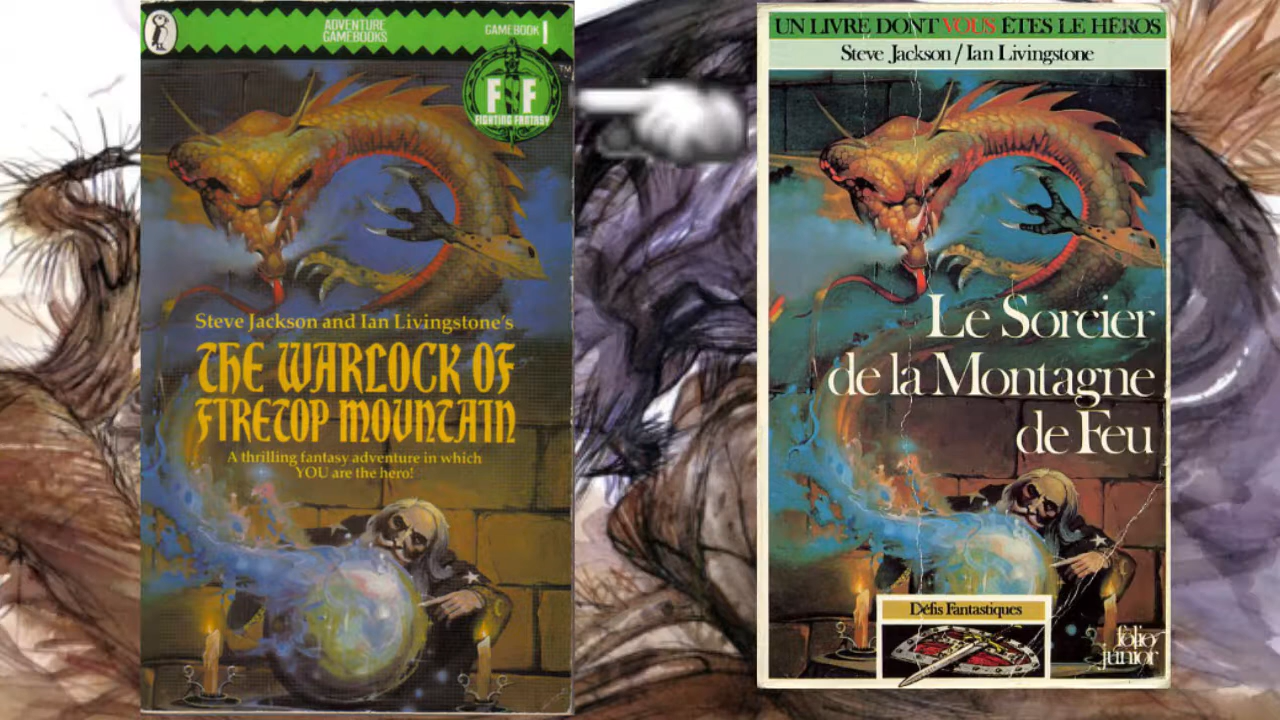 ADVENTURE
GAMEBOOKS
GAMEBOOK 1
FF
FIGHTING FANTASY
TM
Steve Jackson and Ian Livingstone's
THE WARLOCK OF
FIRETOP MOUNTAIN
A thrilling fantasy adventure in which
YOU are the hero!
UN LIVRE DONT VOUS ÊTES LE HÉROS
Steve Jackson / Ian Livingstone
Le Sorcier
de la Montagne
de Feu
Défis Fantastiques
folio
junior